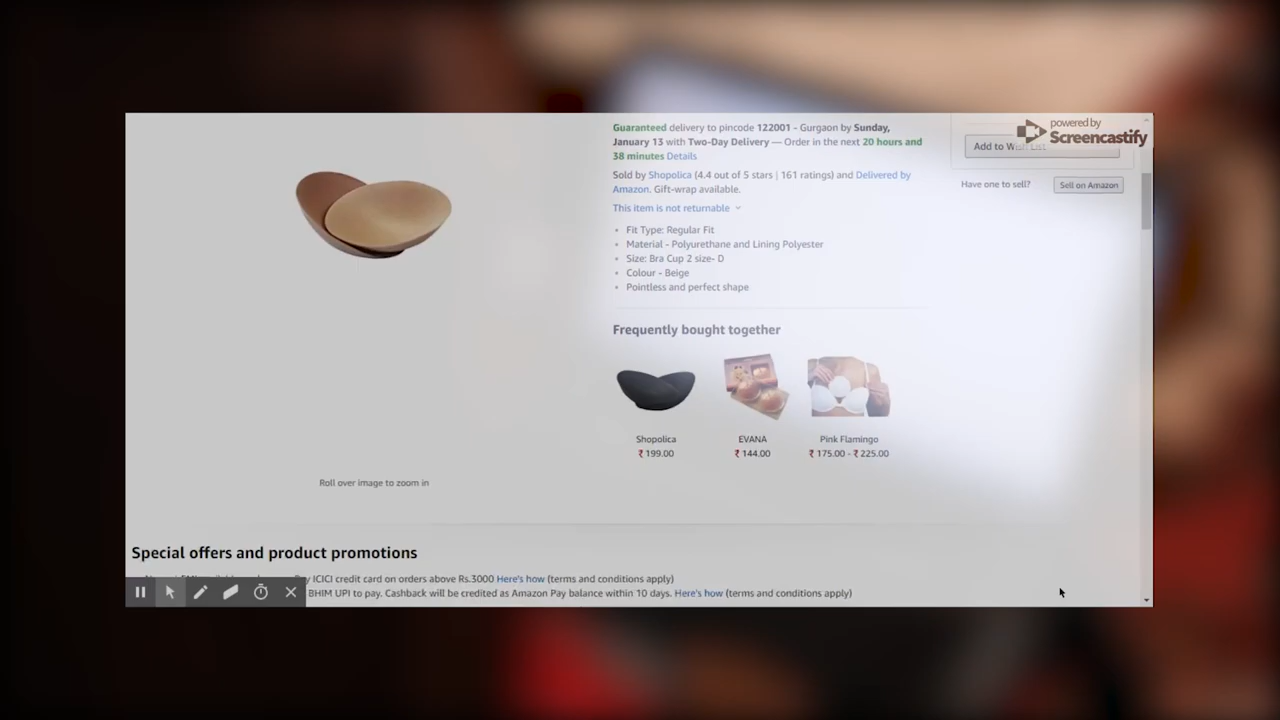 powered by
Screencastify
Guaranteed delivery to pincode 122001 - Gurgaon by Sunday,
January 13 with Two-Day Delivery — Order in the next 20 hours and
38 minutes Details
Sold by Shopolica (4.4 out of 5 stars | 161 ratings) and Delivered by
Amazon. Gift-wrap available.
This item is not returnable
Fit Type: Regular Fit
Material - Polyurethane and Lining Polyester
Size: Bra Cup 2 size- D
Colour - Beige
Pointless and perfect shape
Add to Wish List
Have one to sell? Sell on Amazon
Frequently bought together
Shopolica EVANA Pink Flamingo
₹ 199.00 ₹ 144.00 ₹ 175.00 - ₹ 225.00
Roll over image to zoom in
Special offers and product promotions
ICICI credit card on orders above Rs.3000 Here's how (terms and conditions apply)
BHIM UPI to pay. Cashback will be credited as Amazon Pay balance within 10 days. Here's how (terms and conditions apply)